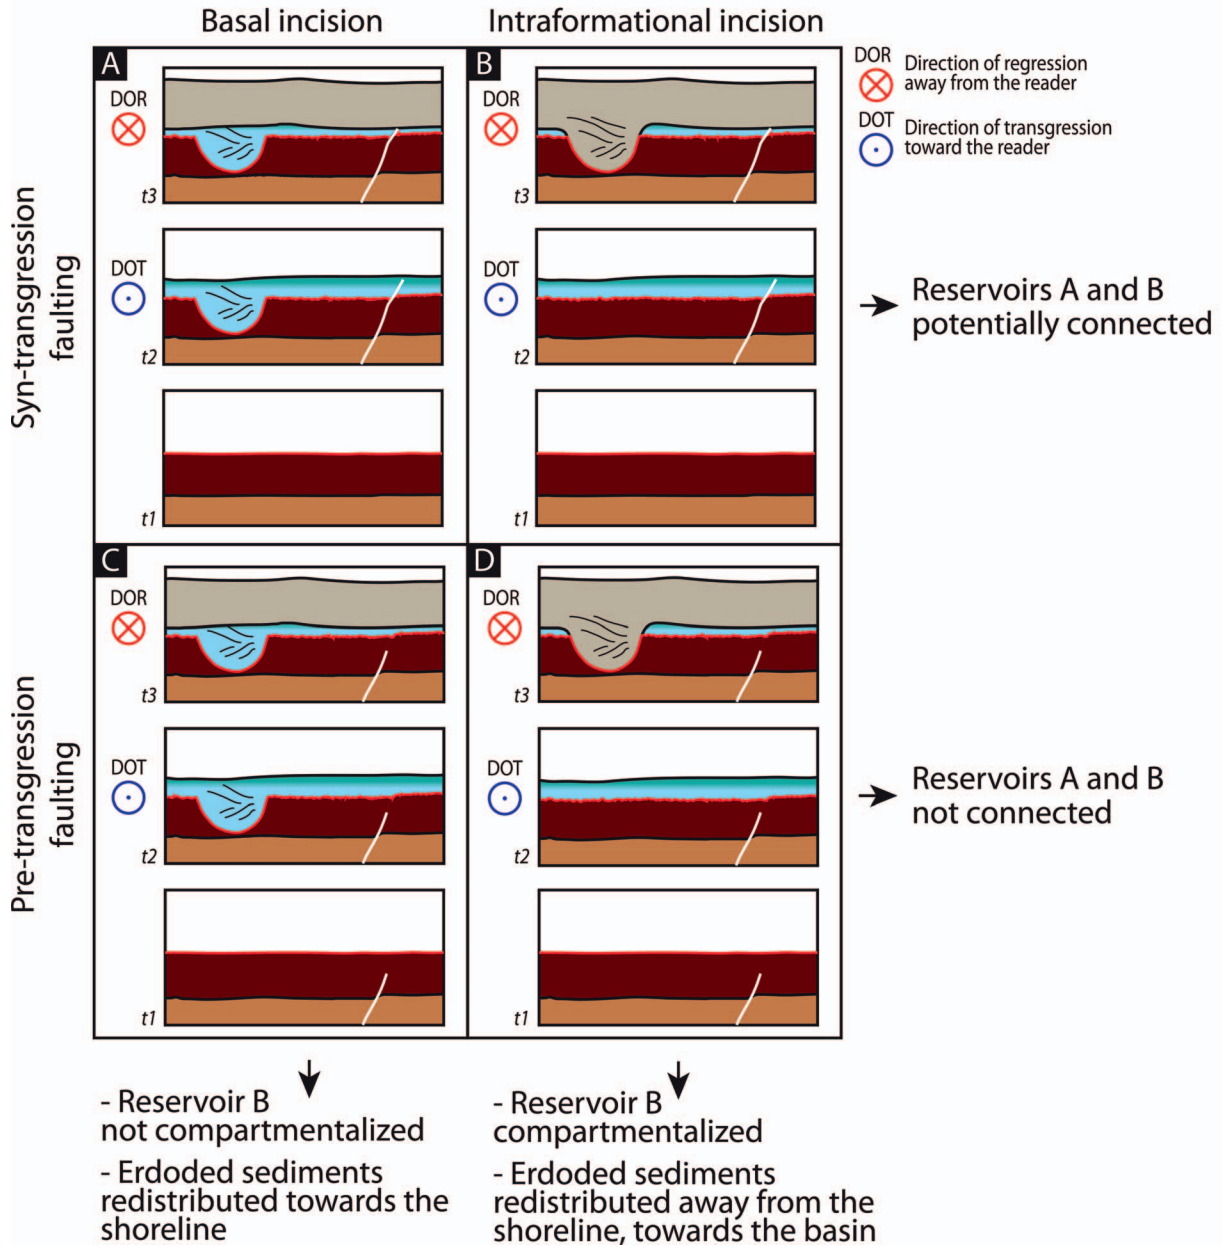 Basal incision
Intraformational incision
Syn-transgression
faulting
A
DOR
t3
DOT
t2
t1
B
DOR
t3
DOT
t2
t1
DOR
Direction of regression
away from the reader
DOT
Direction of transgression
toward the reader
Reservoirs A and B
potentially connected
Pre-transgression
faulting
C
DOR
t3
DOT
t2
t1
D
DOR
t3
DOT
t2
t1
Reservoirs A and B
not connected
- Reservoir B
not compartmentalized
- Erdoded sediments
redistributed towards the
shoreline
- Reservoir B
compartmentalized
- Erdoded sediments
redistributed away from the
shoreline, towards the basin